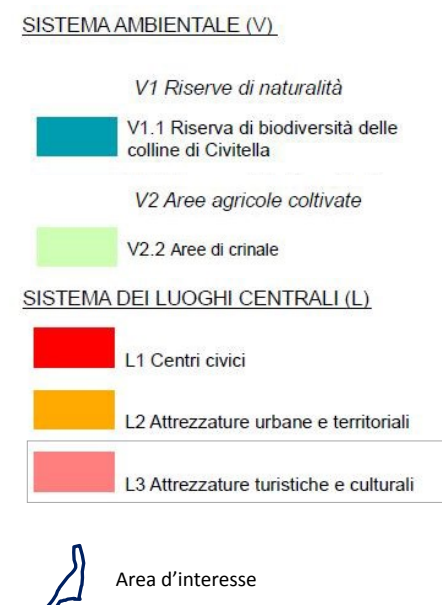 SISTEMA AMBIENTALE (V)
V1 Riserve di naturalità
V1.1 Riserva di biodiversità delle
colline di Civitella
V2 Aree agricole coltivate
V2.2 Aree di crinale
SISTEMA DEI LUOGHI CENTRALI (L)
L1 Centri civici
L2 Attrezzature urbane e territoriali
L3 Attrezzature turistiche e culturali
Area d’interesse